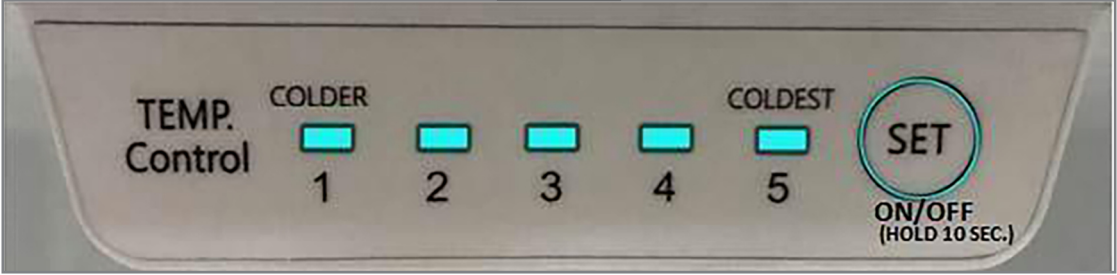 TEMP.
Control
COLDER
COLDEST
1 2 3 4 5
SET
ON/OFF
(HOLD 10 SEC.)